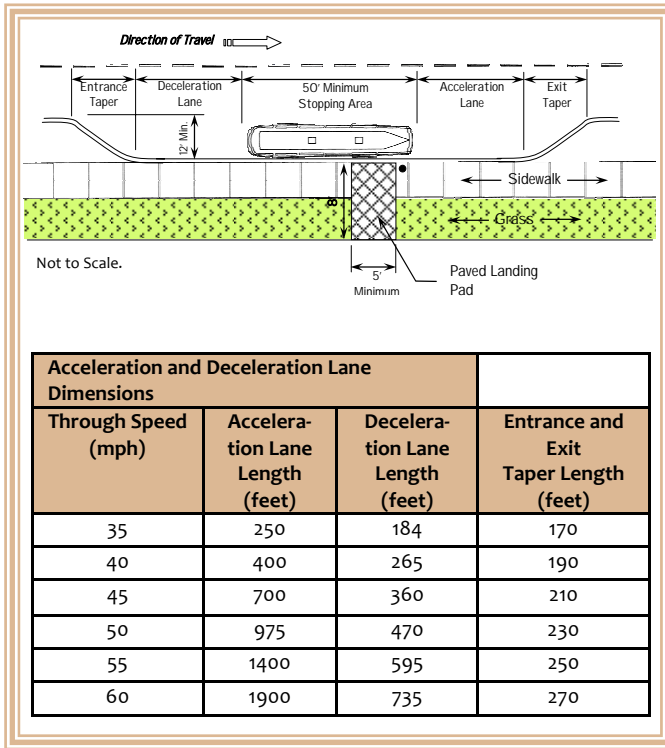 Direction of Travel
Entrance Taper
Deceleration Lane
50' Minimum Stopping Area
Acceleration Lane
Exit Taper
12' Min.
Sidewalk
8'
Grass
Not to Scale.
5'
Minimum
Paved Landing
Pad
Acceleration and Deceleration Lane
Dimensions
Through Speed (mph) Accelera-tion Lane Length (feet) Decelera-tion Lane Length (feet) Entrance and Exit Taper Length (feet)
35 250 184 170
40 400 265 190
45 700 360 210
50 975 470 230
55 1400 595 250
60 1900 735 270